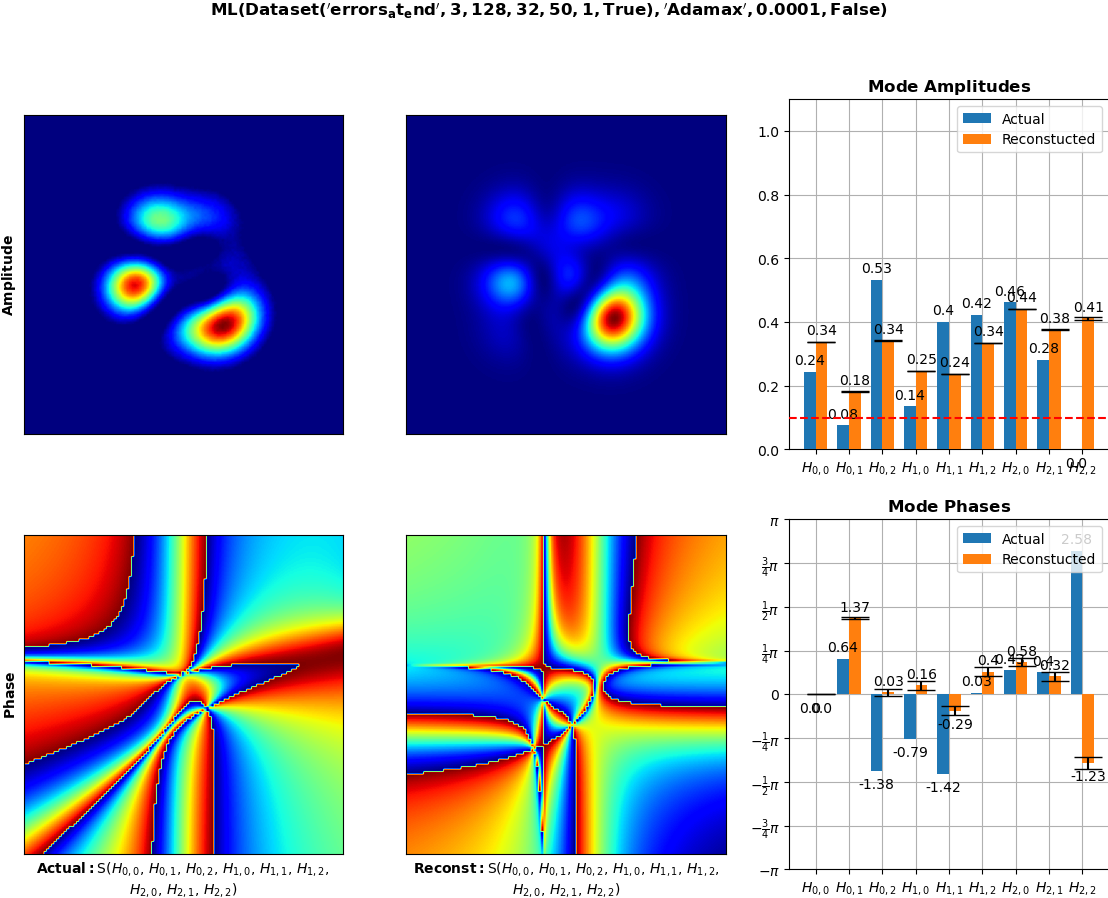 ML(Dataset('errors_at_end', 3, 128, 32, 50, 1, True), 'Adamax', 0.0001, False)
Amplitude
Mode Amplitudes
Actual
Reconstucted
1.0
0.8
0.6
0.4
0.2
0.0
0.24 0.34 0.08 0.18 0.53 0.34 0.14 0.25 0.4 0.24 0.42 0.34 0.46 0.44 0.28 0.38 0.0 0.41
H0,0 H0,1 H0,2 H1,0 H1,1 H1,2 H2,0 H2,1 H2,2
Phase
Mode Phases
Actual
Reconstucted
π
3/4π
1/2π
1/4π
0
−1/4π
−1/2π
−3/4π
−π
0.0 0.0 0.64 1.37 -1.38 0.03 -0.79 0.16 -1.42 -0.29 0.03 0.4 0.43 0.58 0.4 0.32 2.58 -1.23
H0,0 H0,1 H0,2 H1,0 H1,1 H1,2 H2,0 H2,1 H2,2
Actual: S(H0,0, H0,1, H0,2, H1,0, H1,1, H1,2,
H2,0, H2,1, H2,2)
Reconst: S(H0,0, H0,1, H0,2, H1,0, H1,1, H1,2,
H2,0, H2,1, H2,2)